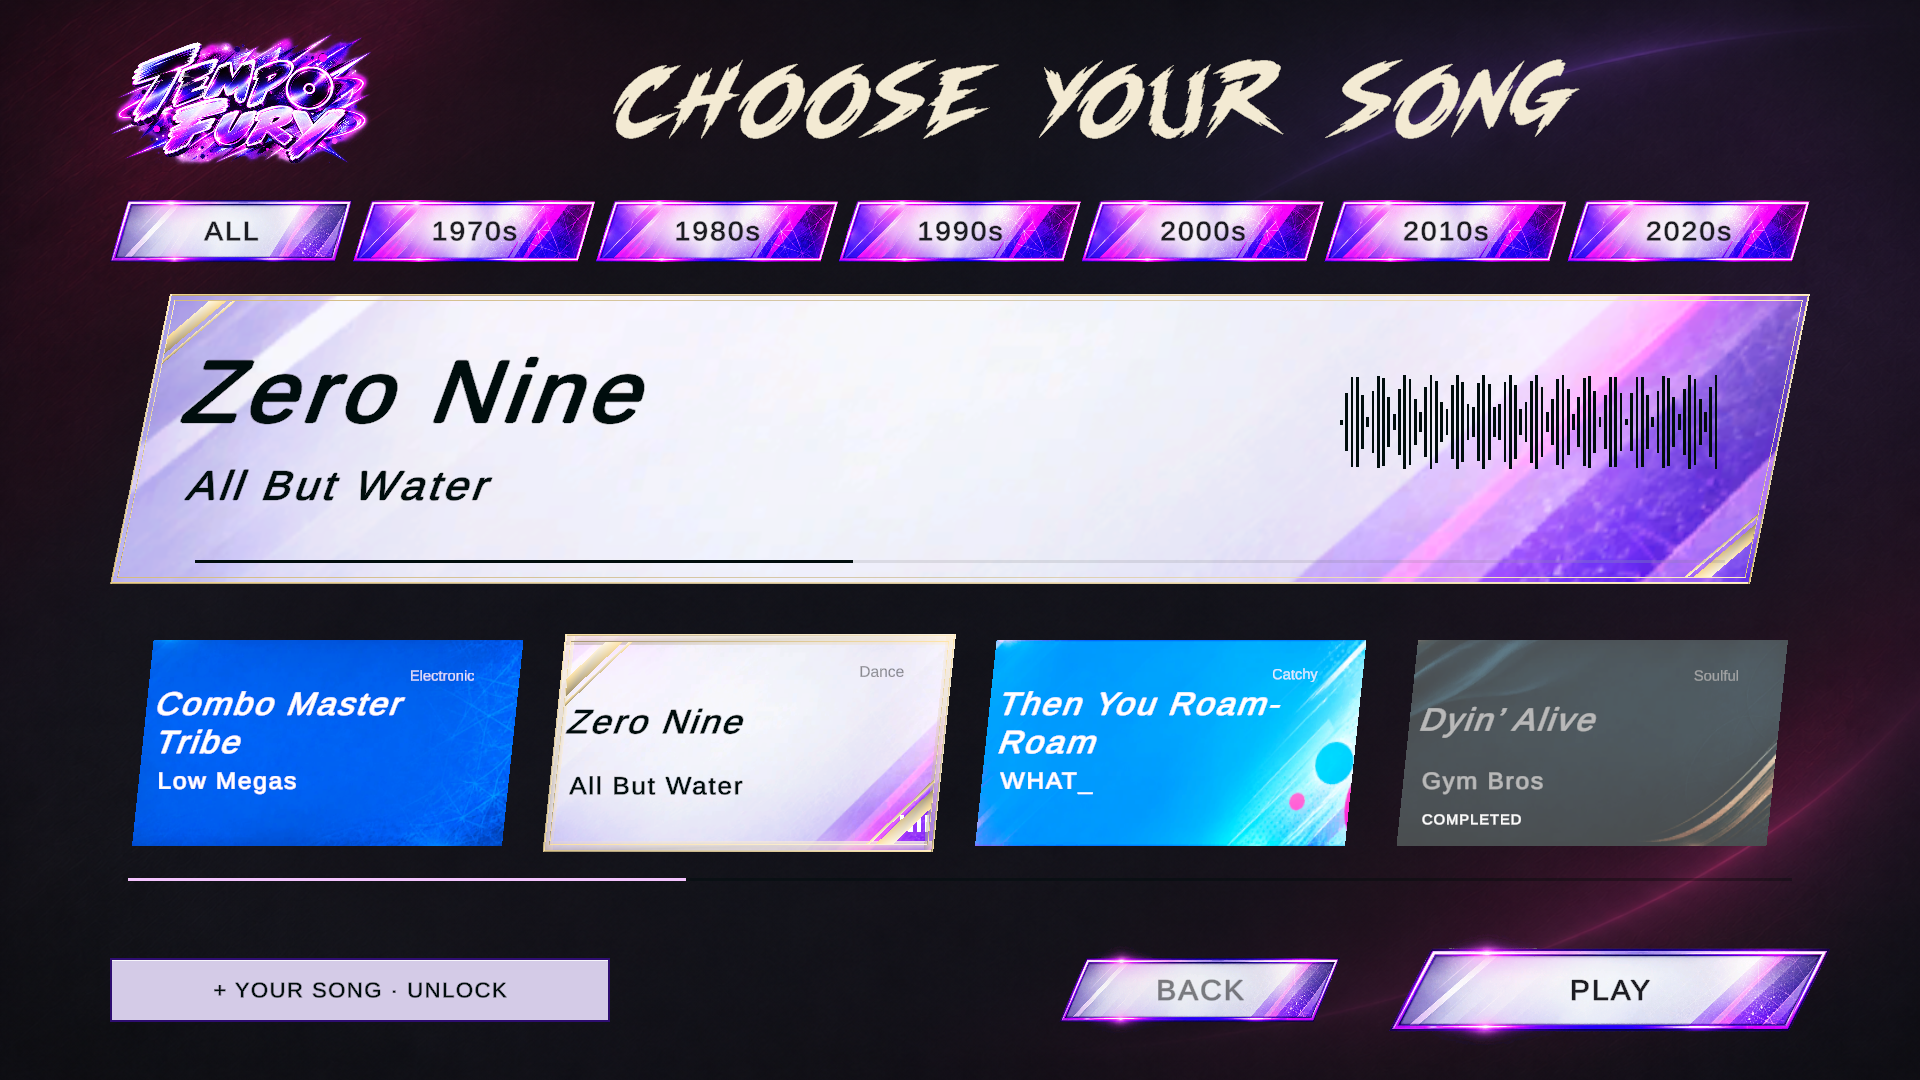 TEMPO
FURY
CHOOSE YOUR SONG
ALL
1970s
1980s
1990s
2000s
2010s
2020s
Zero Nine
All But Water
Electronic
Combo Master
Tribe
Low Megas
Dance
Zero Nine
All But Water
Catchy
Then You Roam-
Roam
WHAT_
Soulful
Dyin’ Alive
Gym Bros
COMPLETED
+ YOUR SONG · UNLOCK
BACK
PLAY